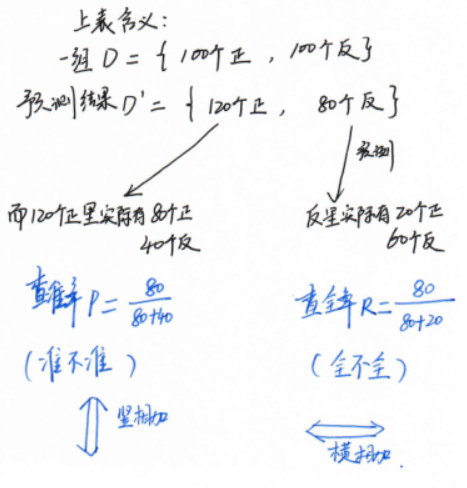 上表含义：
一组 D = { 100个正 , 100个反 }
预测结果 D' = { 120个正 , 80个反 }
预测
而120个正里实际有80个正
40个反
反里实际有20个正
60个反
查准率 P = 80/(80+40)
(准不准)
竖相加
查全率 R = 80/(80+20)
(全不全)
横相加.